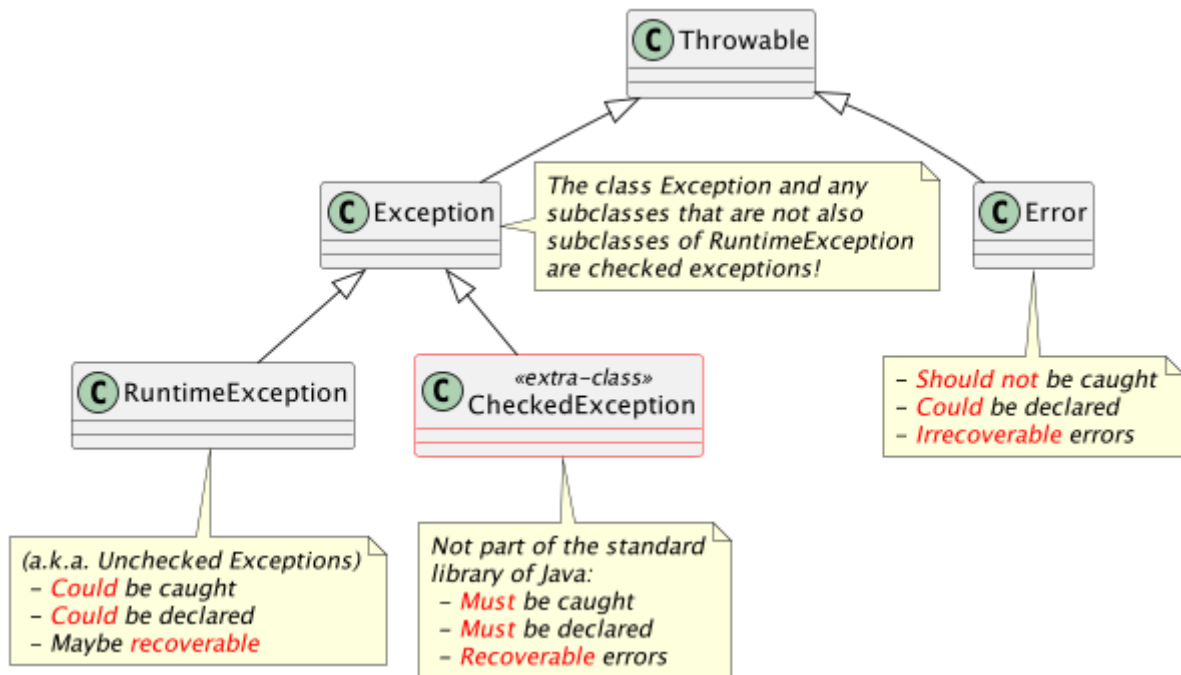 C Throwable
C Exception
The class Exception and any
subclasses that are not also
subclasses of RuntimeException
are checked exceptions!
C Error
C RuntimeException
C «extra-class»
CheckedException
- Should not be caught
- Could be declared
- Irrecoverable errors
(a.k.a. Unchecked Exceptions)
- Could be caught
- Could be declared
- Maybe recoverable
Not part of the standard
library of Java:
- Must be caught
- Must be declared
- Recoverable errors